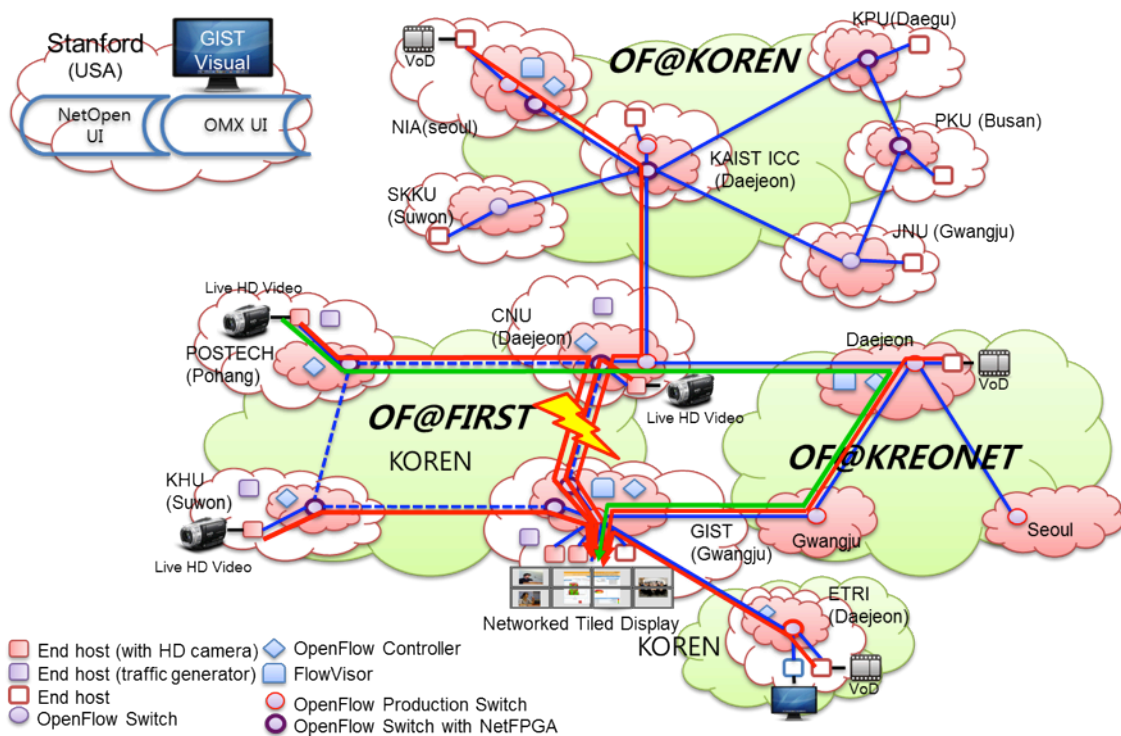 Stanford
(USA)
GIST
Visual
NetOpen
UI
OMX UI
VoD
NIA(seoul)
OF@KOREN
KPU(Daegu)
PKU (Busan)
KAIST ICC
(Daejeon)
SKKU
(Suwon)
JNU (Gwangju)
Live HD Video
POSTECH
(Pohang)
CNU
(Daejeon)
Live HD Video
Daejeon
VoD
OF@FIRST
KOREN
OF@KREONET
KHU
(Suwon)
Live HD Video
GIST
(Gwangju)
Gwangju
Seoul
Networked Tiled Display
KOREN
ETRI
(Daejeon)
VoD
End host (with HD camera)
End host (traffic generator)
End host
OpenFlow Switch
OpenFlow Controller
FlowVisor
OpenFlow Production Switch
OpenFlow Switch with NetFPGA